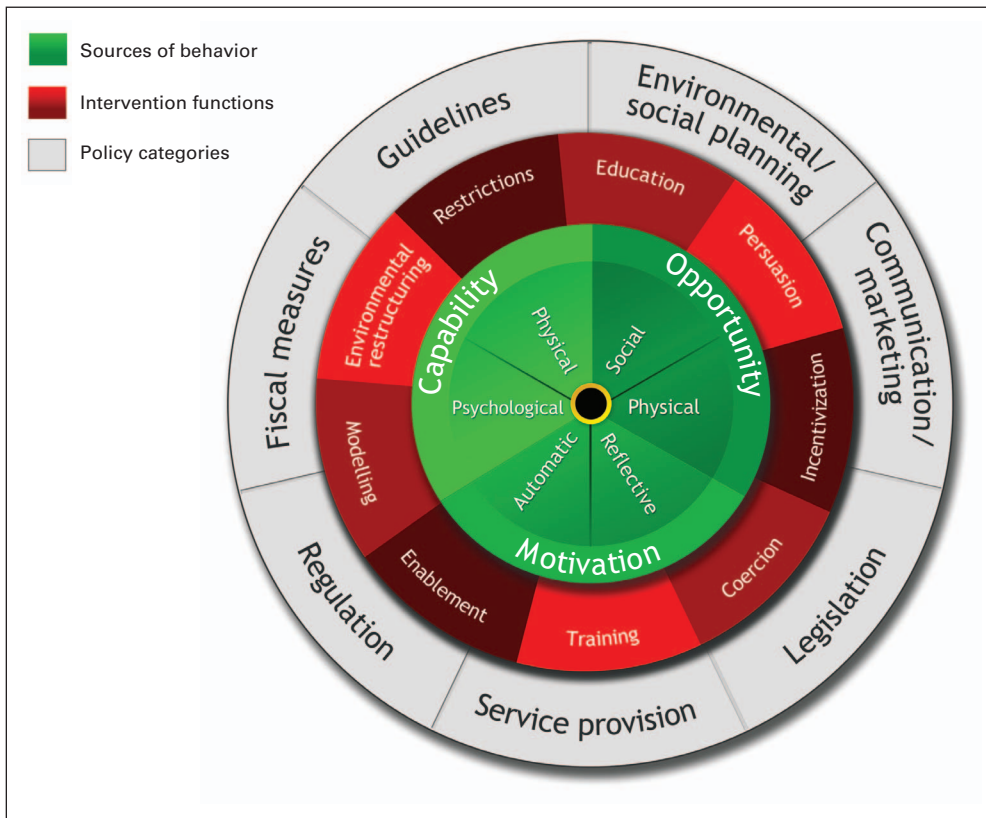 Sources of behavior
Intervention functions
Policy categories
Guidelines
Environmental/
social planning
Communication/
marketing
Legislation
Service provision
Regulation
Fiscal measures
Restrictions
Education
Persuasion
Incentivization
Coercion
Training
Enablement
Modelling
Environmental
restructuring
Capability
Opportunity
Motivation
Physical
Social
Physical
Reflective
Automatic
Psychological